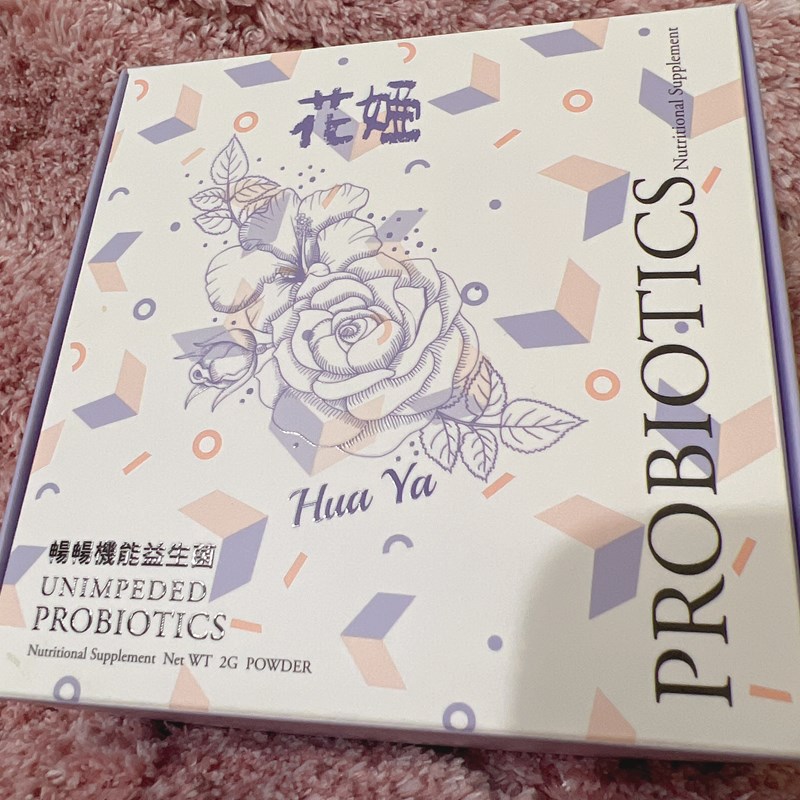 花婭
Hua Ya
暢暢機能益生菌
UNIMPEDED
PROBIOTICS
Nutritional Supplement Net WT 2G POWDER
PROBIOTICS
Nutritional Supplement